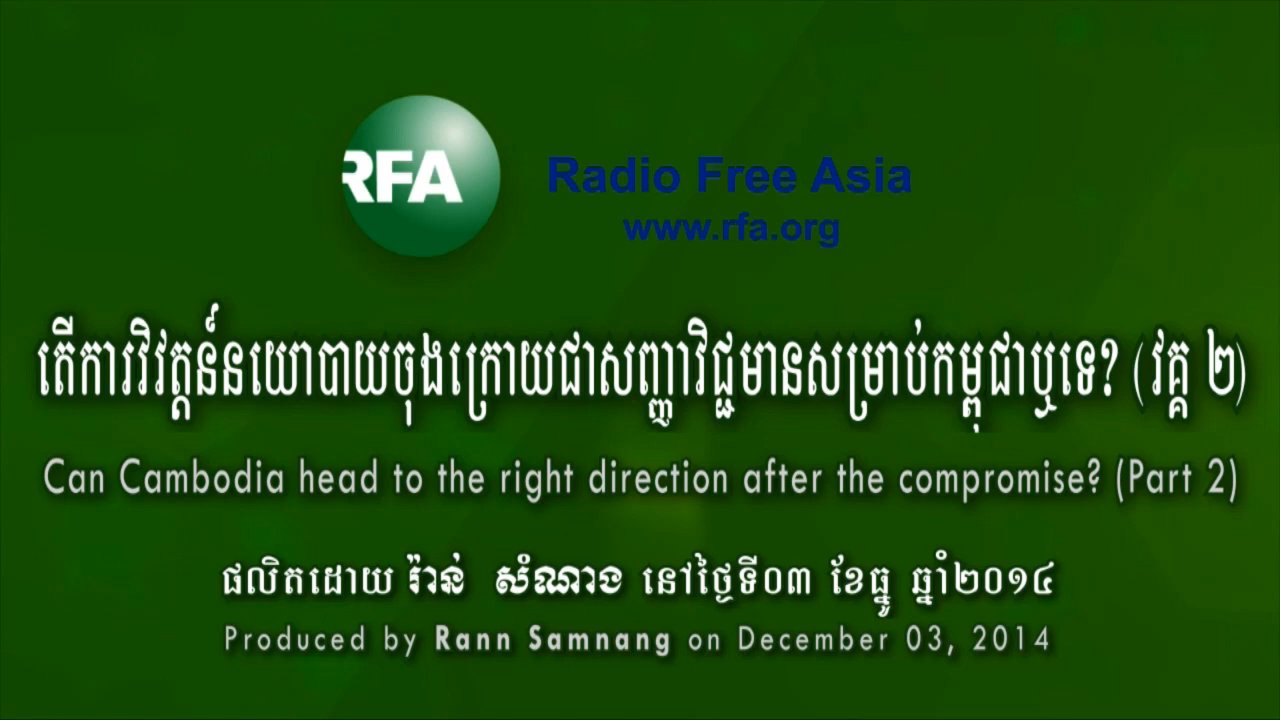 RFA
Radio Free Asia
www.rfa.org
តើការវិវត្តន៍នយោបាយចុងក្រោយជាសញ្ញាវិជ្ជមានសម្រាប់កម្ពុជាឬទេ? (វគ្គ ២)
Can Cambodia head to the right direction after the compromise? (Part 2)
ផលិតដោយ រ៉ាន់ សំណាង នៅថ្ងៃទី០៣ ខែធ្នូ ឆ្នាំ២០១៤
Produced by Rann Samnang on December 03, 2014